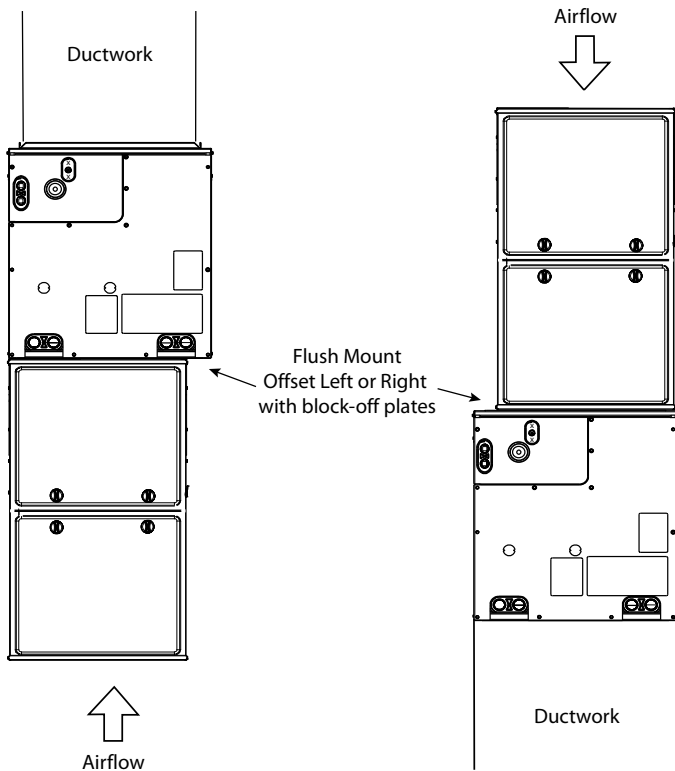 Ductwork
Airflow
Flush Mount
Offset Left or Right
with block-off plates
Airflow
Ductwork